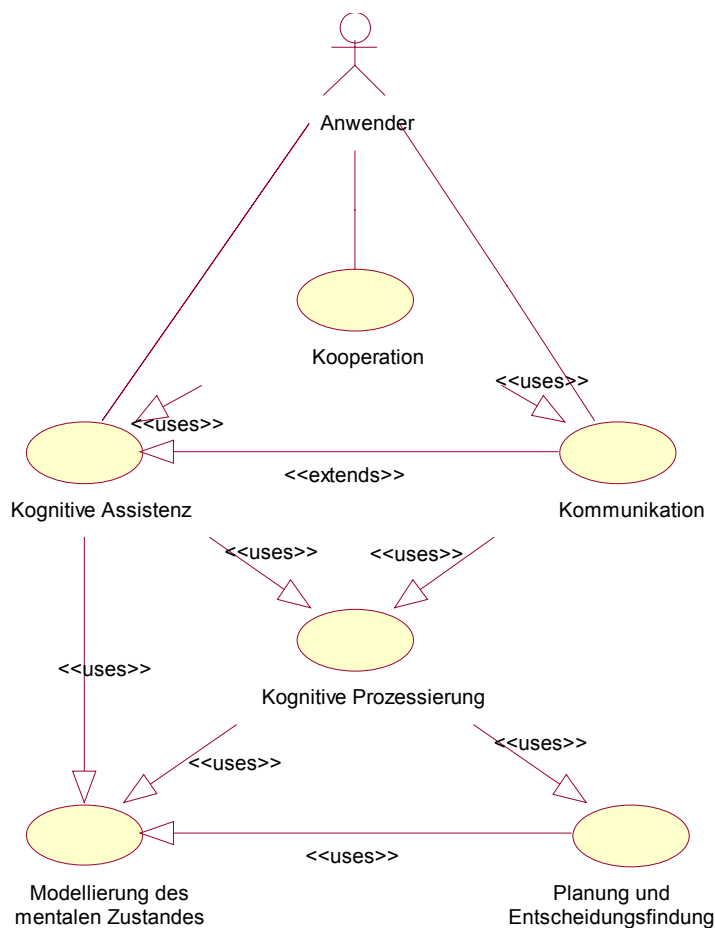 Anwender
Kooperation
<<uses>>
<<uses>>
<<extends>>
Kognitive Assistenz
Kommunikation
<<uses>>
<<uses>>
<<uses>>
Kognitive Prozessierung
<<uses>>
<<uses>>
<<uses>>
Modellierung des
mentalen Zustandes
Planung und
Entscheidungsfindung